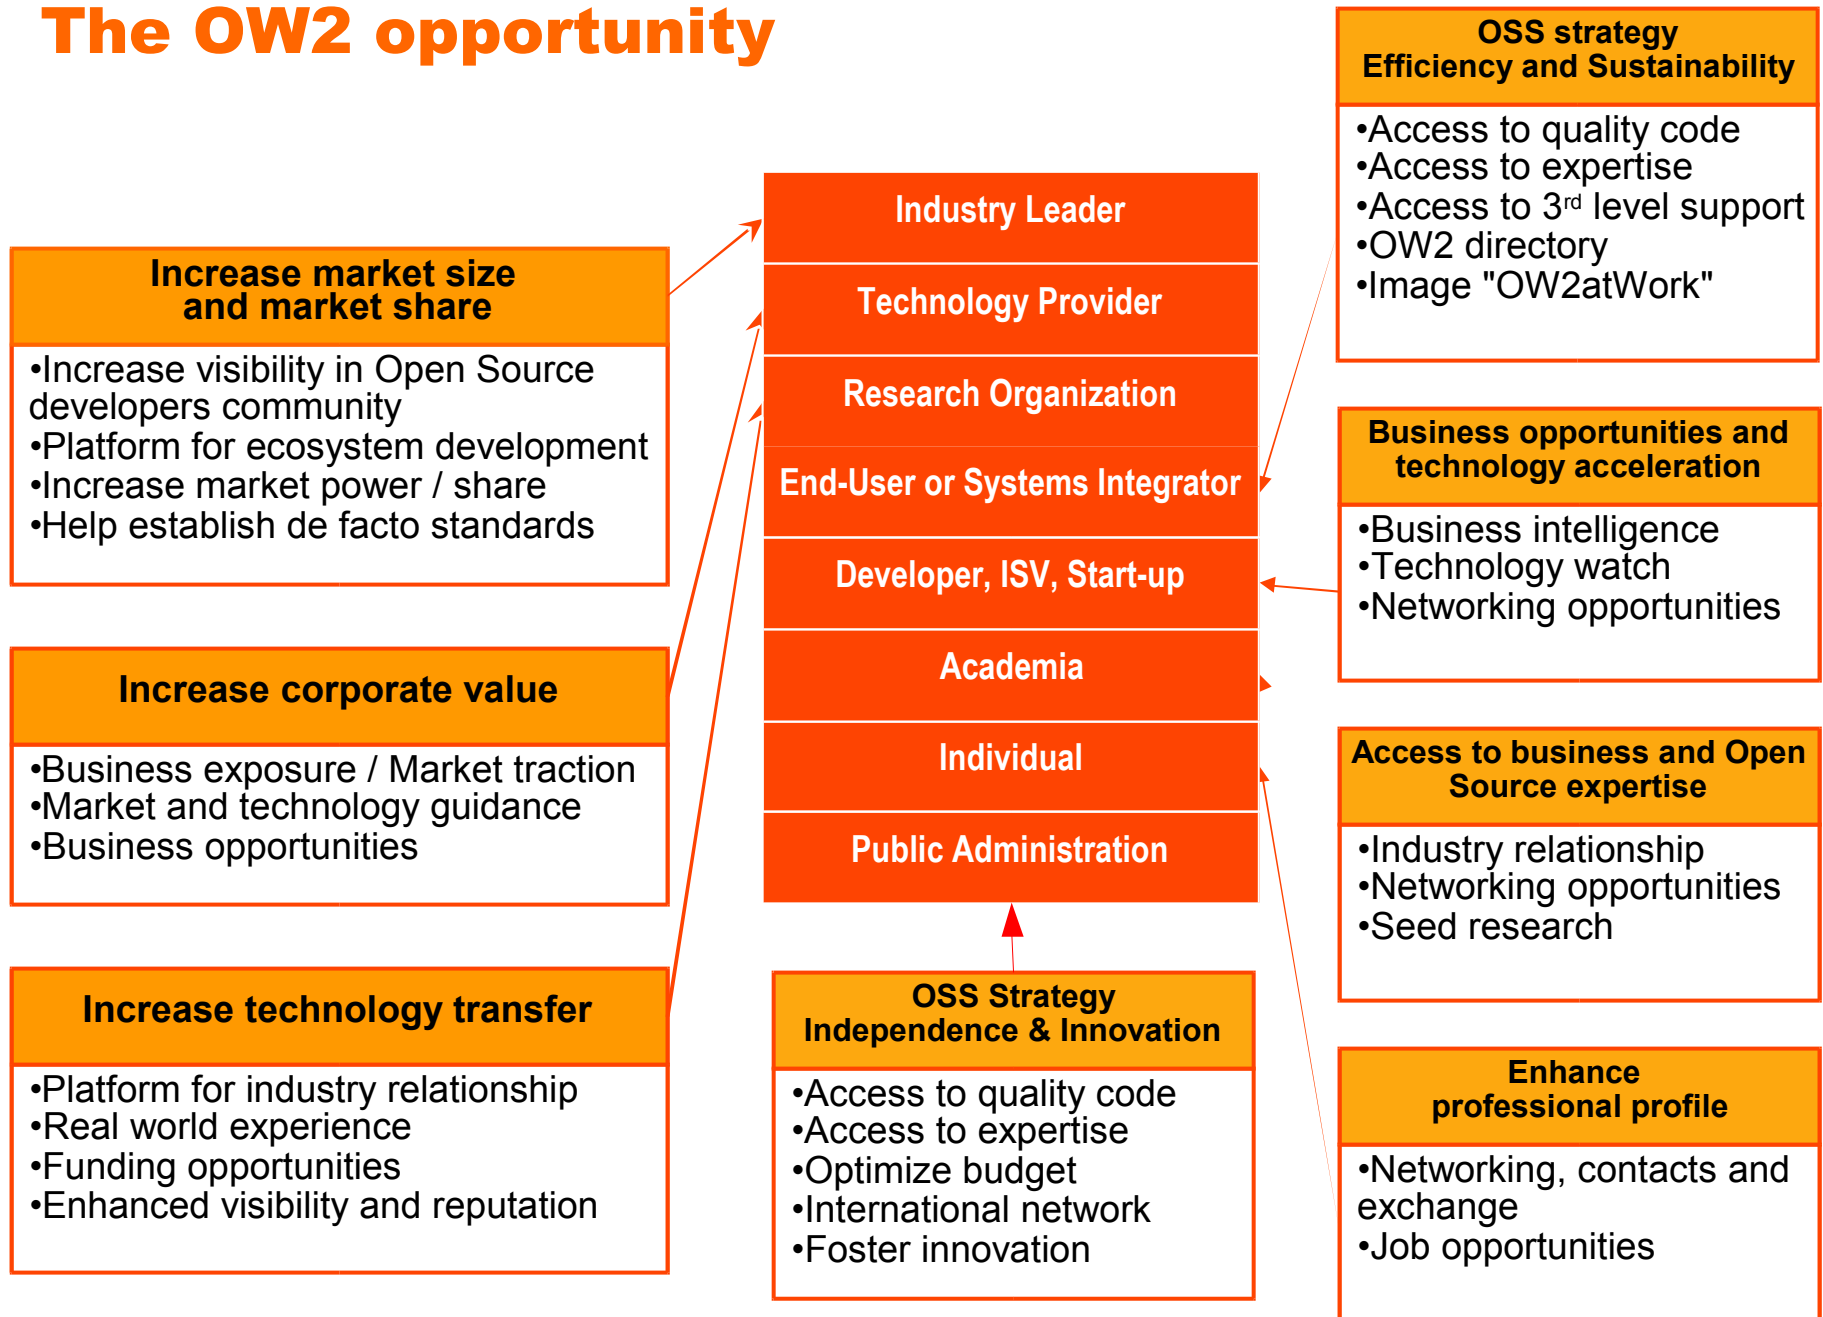 The OW2 opportunity
Increase market size
and market share
•Increase visibility in Open Source
developers community
•Platform for ecosystem development
•Increase market power / share
•Help establish de facto standards
Increase corporate value
•Business exposure / Market traction
•Market and technology guidance
•Business opportunities
Increase technology transfer
•Platform for industry relationship
•Real world experience
•Funding opportunities
•Enhanced visibility and reputation
Industry Leader
Technology Provider
Research Organization
End-User or Systems Integrator
Developer, ISV, Start-up
Academia
Individual
Public Administration
OSS Strategy
Independence & Innovation
•Access to quality code
•Access to expertise
•Optimize budget
•International network
•Foster innovation
OSS strategy
Efficiency and Sustainability
•Access to quality code
•Access to expertise
•Access to 3rd level support
•OW2 directory
•Image "OW2atWork"
Business opportunities and
technology acceleration
•Business intelligence
•Technology watch
•Networking opportunities
Access to business and Open
Source expertise
•Industry relationship
•Networking opportunities
•Seed research
Enhance
professional profile
•Networking, contacts and
exchange
•Job opportunities